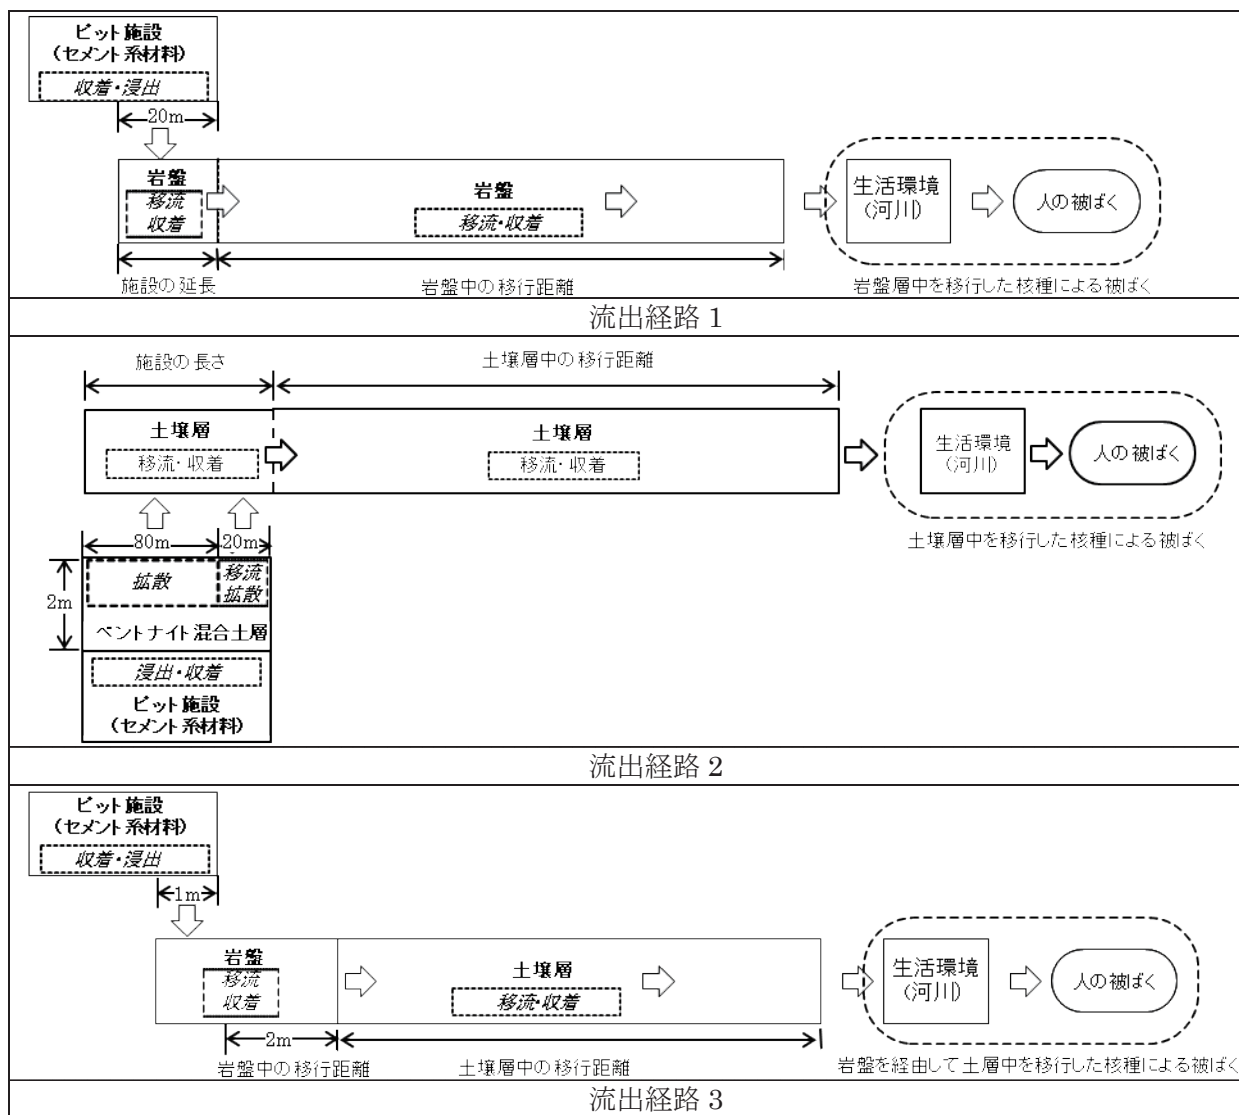 ピット施設
(セメント系材料)
収着・浸出
20m
岩盤
移流
収着
岩盤
移流・収着
生活環境
(河川)
人の被ばく
施設の延長
岩盤中の移行距離
岩盤層中を移行した核種による被ばく
流出経路 1
施設の長さ
土壌層中の移行距離
土壌層
移流・収着
土壌層
移流・収着
生活環境
(河川)
人の被ばく
土壌層中を移行した核種による被ばく
80m
20m
拡散
移流
拡散
2m
ベントナイト混合土層
浸出・収着
ピット施設
(セメント系材料)
流出経路 2
ピット施設
(セメント系材料)
収着・浸出
1m
岩盤
移流
収着
土壌層
移流・収着
生活環境
(河川)
人の被ばく
2m
岩盤中の移行距離
土壌層中の移行距離
岩盤を経由して土層中を移行した核種による被ばく
流出経路 3